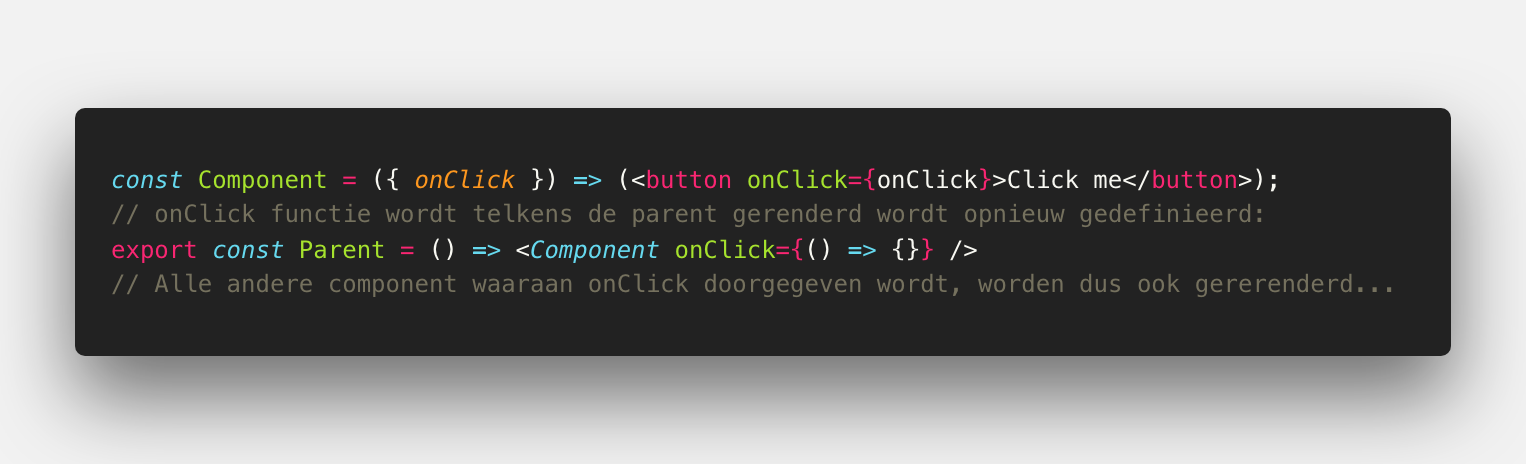 const Component = ({ onClick }) => (<button onClick={onClick}>Click me</button>);
// onClick functie wordt telkens de parent gerenderd wordt opnieuw gedefinieerd:
export const Parent = () => <Component onClick={() => {}} />
// Alle andere component waaraan onClick doorgegeven wordt, worden dus ook gererenderd...